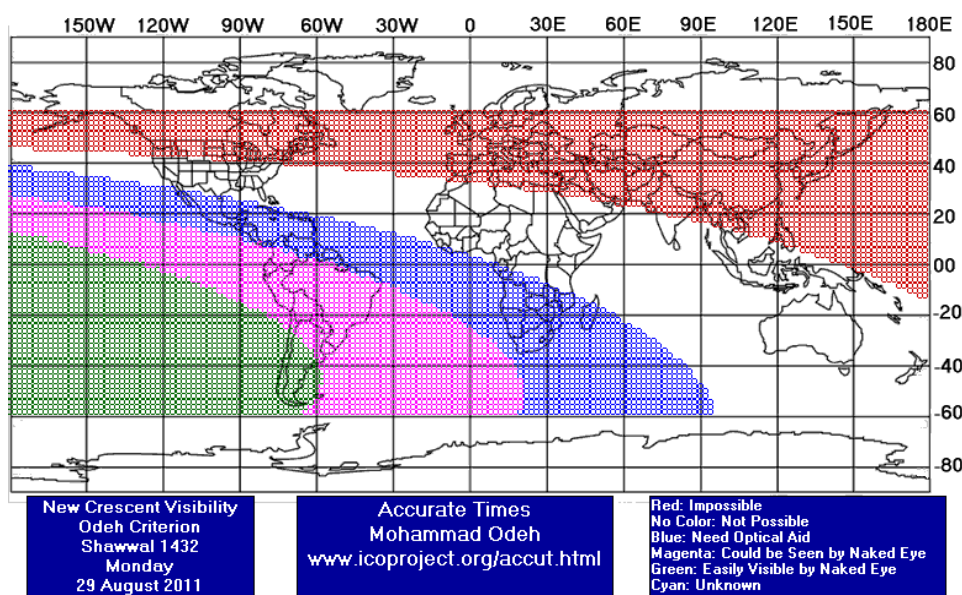 150W 120W 90W 60W 30W 0 30E 60E 90E 120E 150E 180E
80
60
40
20
00
-20
-40
-60
-80
New Crescent Visibility
Odeh Criterion
Shawwal 1432
Monday
29 August 2011
Accurate Times
Mohammad Odeh
www.icoproject.org/accut.html
Red: Impossible
No Color: Not Possible
Blue: Need Optical Aid
Magenta: Could be Seen by Naked Eye
Green: Easily Visible by Naked Eye
Cyan: Unknown